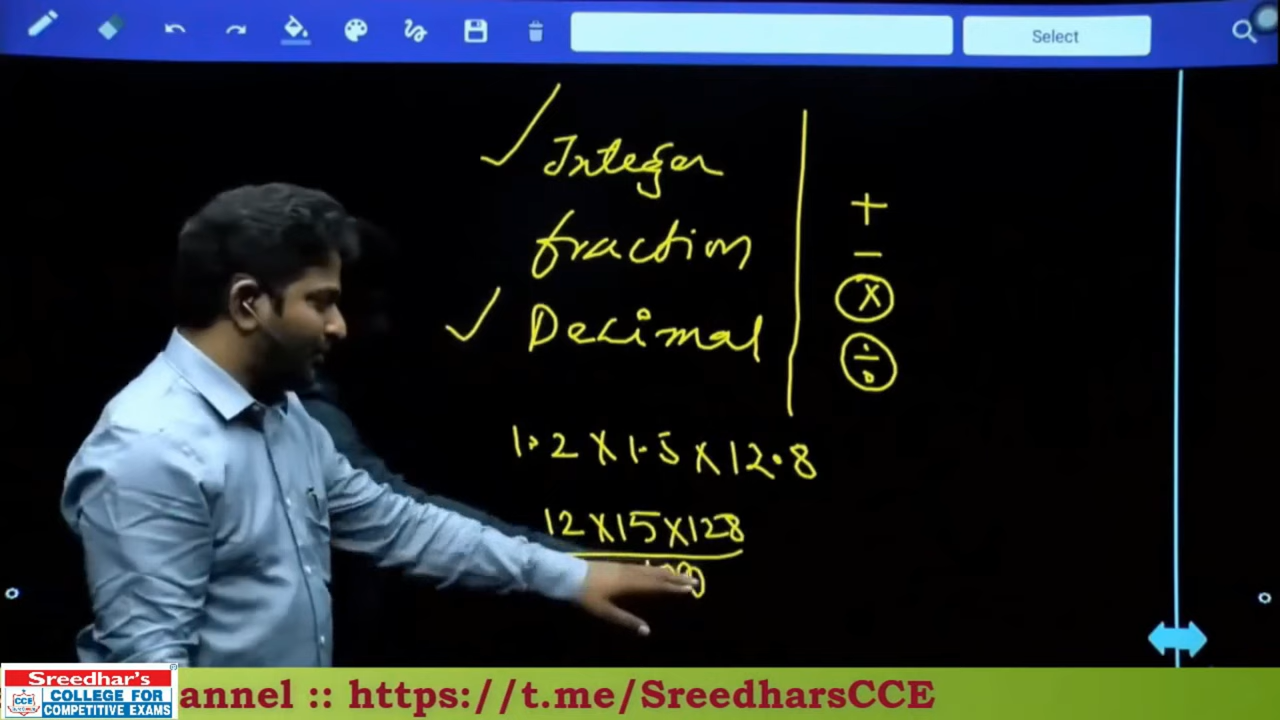 Select
Integer
fraction
Decimal
+
−
×
÷
1.2 × 1.5 × 12.8
12 × 15 × 128
Sreedhar's
COLLEGE FOR
CCE
COMPETITIVE EXAMS
annel :: https://t.me/SreedharsCCE